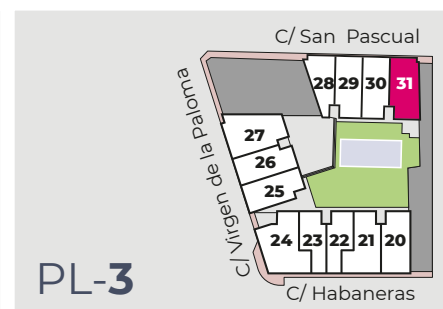 C/ San Pascual
28 29 30 31
C/ Virgen de la Paloma
27
26
25
24 23 22 21 20
PL-3
C/ Habaneras